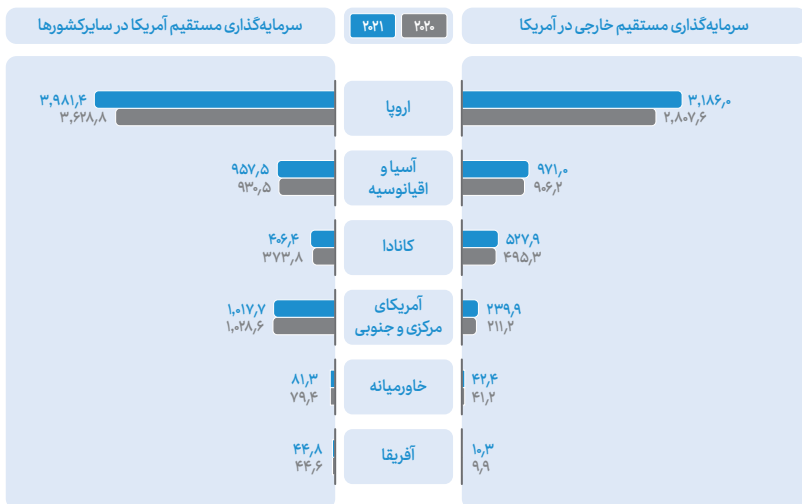 سرمایه‌گذاری مستقیم خارجی در آمریکا
۲۰۲۰
۲۰۲۱
سرمایه‌گذاری مستقیم آمریکا در سایرکشورها
۳,۱۸۶٫۰
۲,۸۰۷٫۶
اروپا
۳,۹۸۱٫۴
۳,۶۲۸٫۸
۹۷۱٫۰
۹۰۶٫۲
آسیا و
اقیانوسیه
۹۵۷٫۵
۹۳۰٫۵
۵۲۷٫۹
۴۹۵٫۳
کانادا
۴۰۶٫۴
۳۷۳٫۸
۲۳۹٫۹
۲۱۱٫۲
آمریکای
مرکزی و جنوبی
۱,۰۱۷٫۷
۱,۰۲۸٫۶
۴۲٫۴
۴۱٫۲
خاورمیانه
۸۱٫۳
۷۹٫۴
۱۰٫۳
۹٫۹
آفریقا
۴۴٫۸
۴۴٫۶